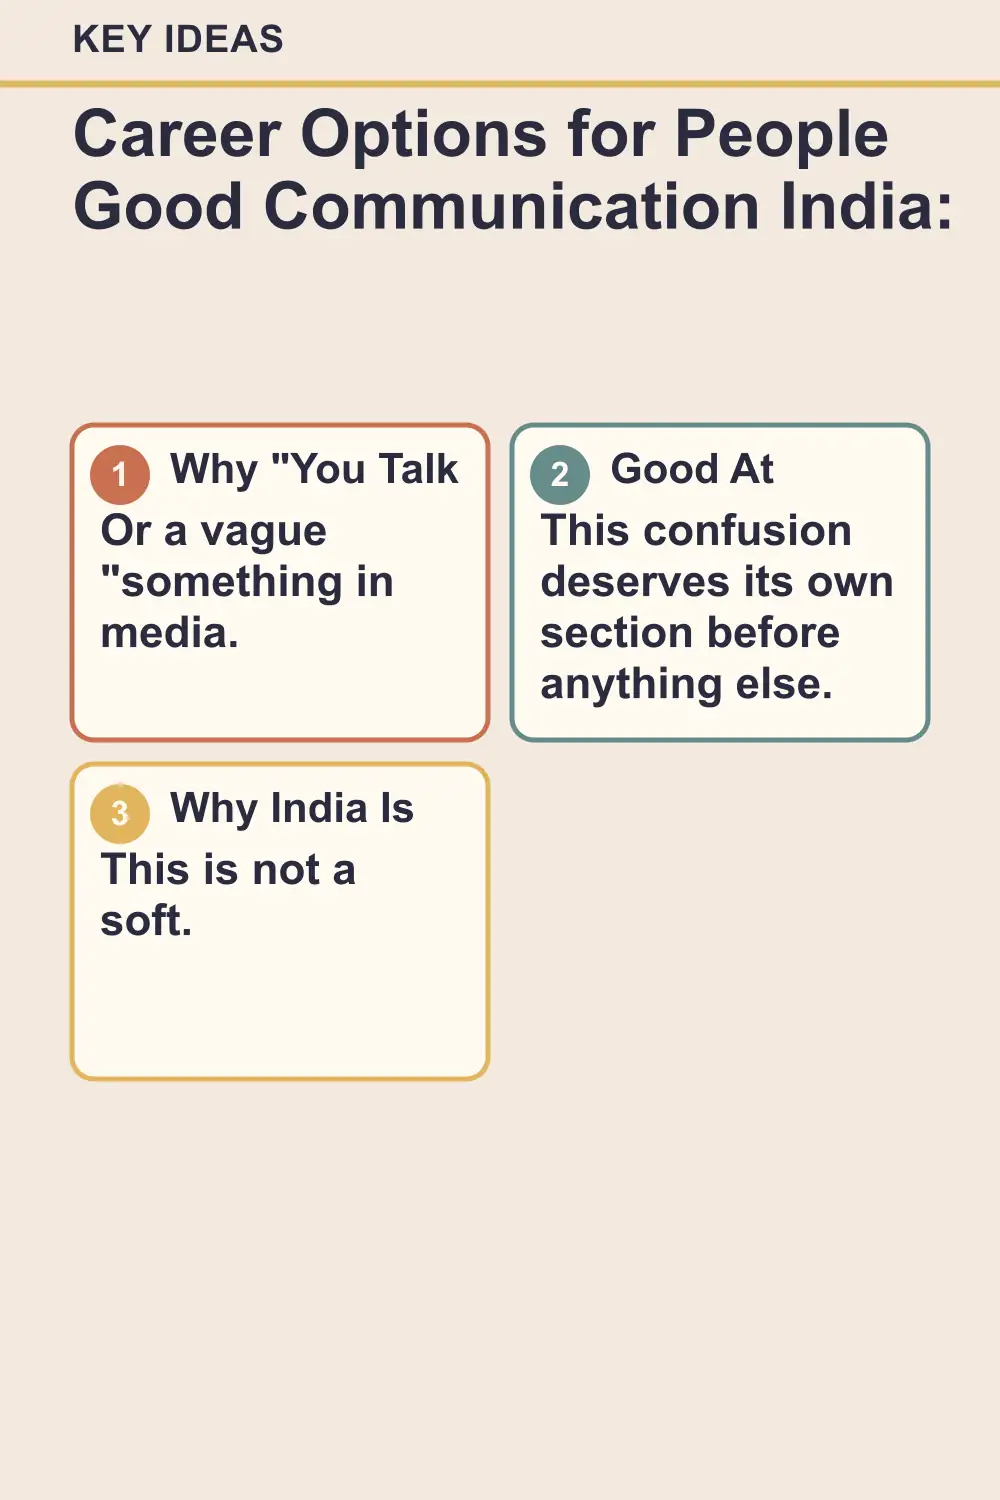 KEY IDEAS
Career Options for People
Good Communication India:
1 Why "You Talk
Or a vague
"something in
media.
2 Good At
This confusion
deserves its own
section before
anything else.
3 Why India Is
This is not a
soft.